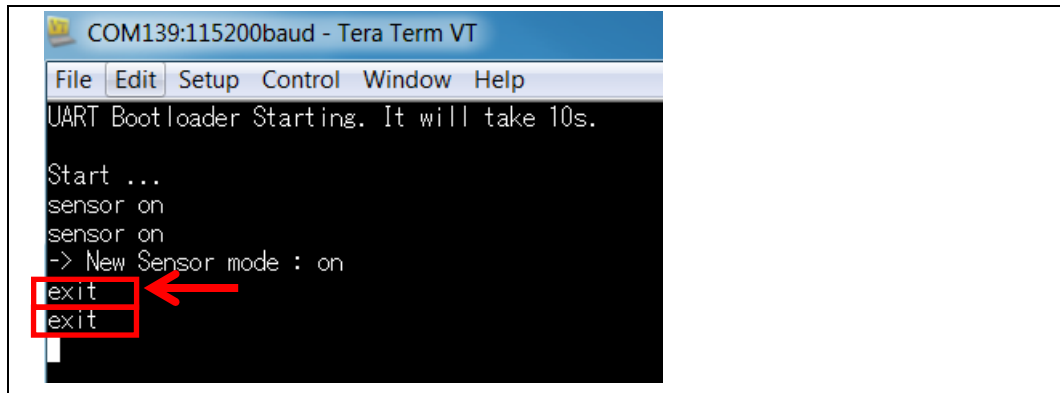 COM139:115200baud - Tera Term VT
File Edit Setup Control Window Help
UART Bootloader Starting. It will take 10s.
Start ...
sensor on
sensor on
-> New Sensor mode : on
exit
exit